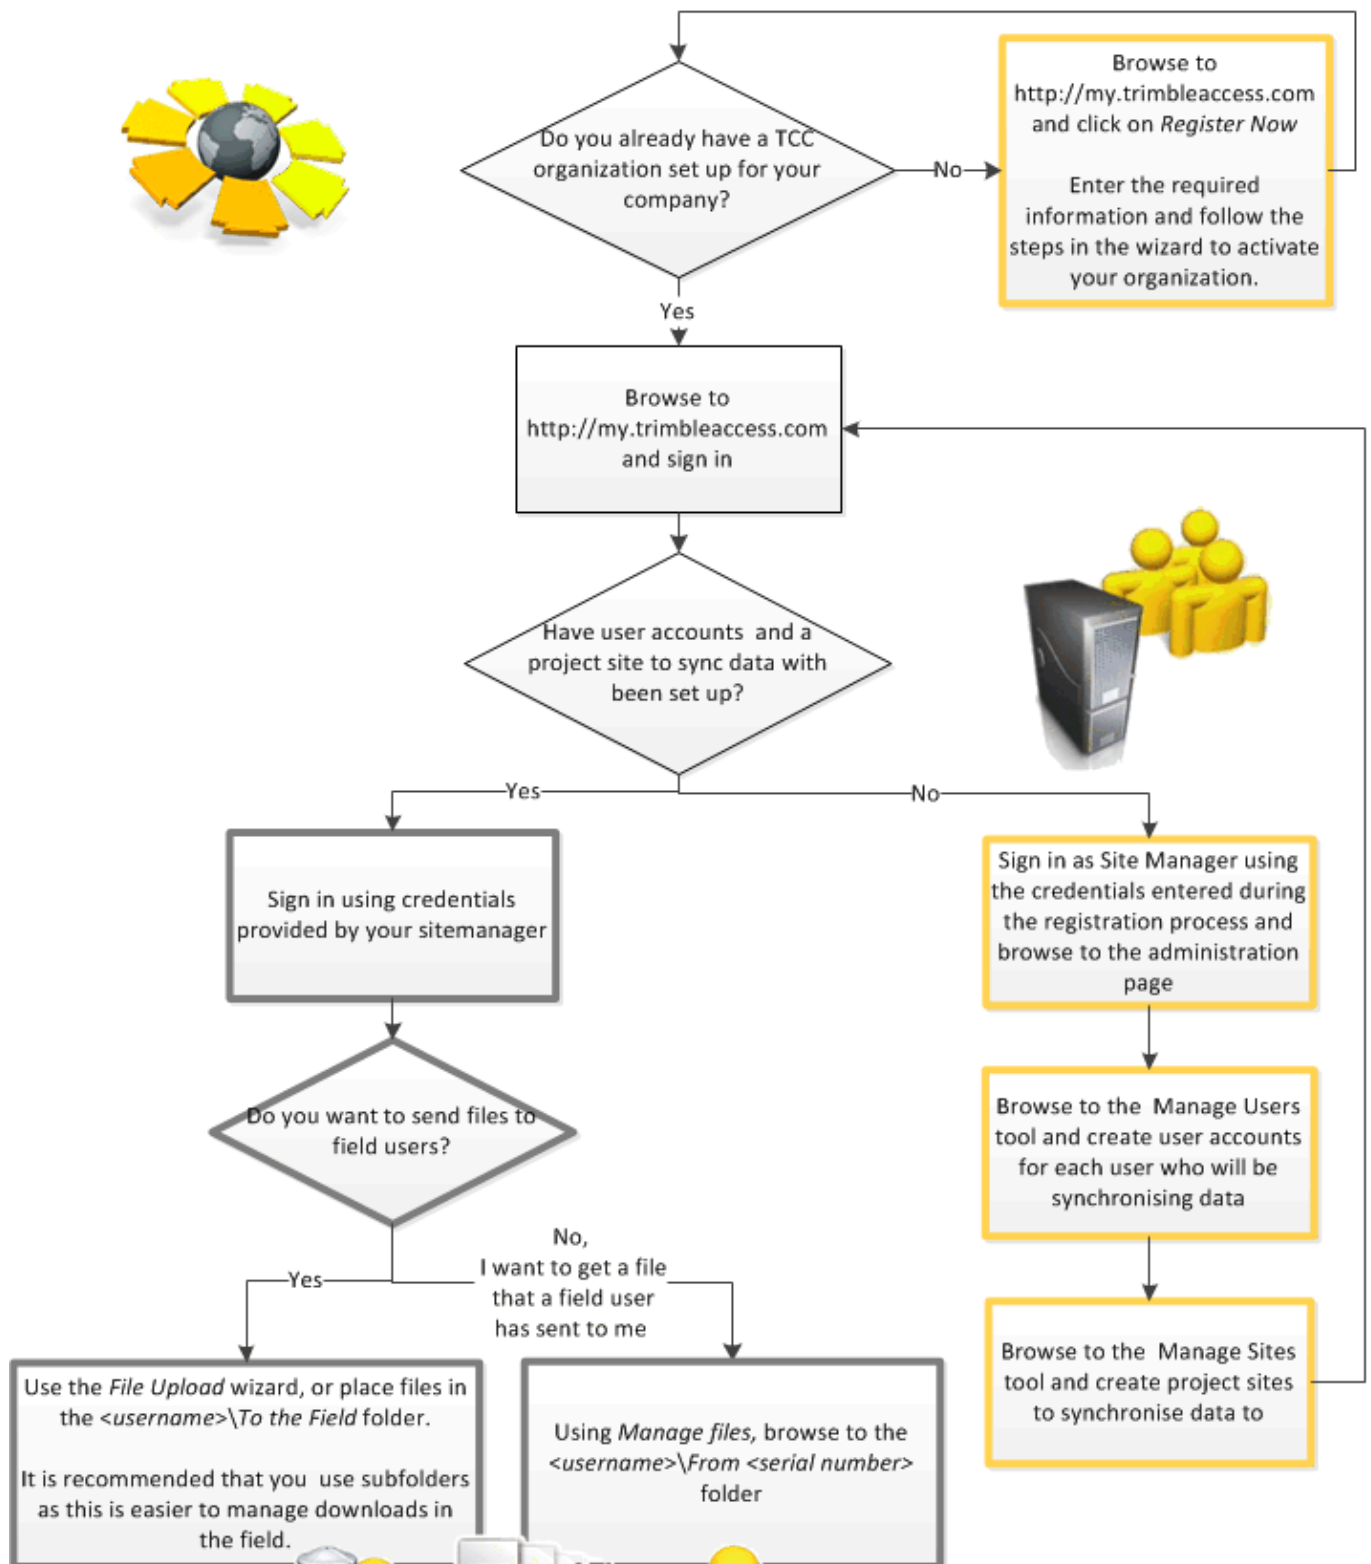 Do you already have a TCC
organization set up for your
company?
No
Browse to
http://my.trimbleaccess.com
and click on Register Now
Enter the required
information and follow the
steps in the wizard to activate
your organization.
Yes
Browse to
http://my.trimbleaccess.com
and sign in
Have user accounts and a
project site to sync data with
been set up?
Yes
No
Sign in using credentials
provided by your sitemanager
Sign in as Site Manager using
the credentials entered during
the registration process and
browse to the administration
page
Do you want to send files to
field users?
Browse to the Manage Users
tool and create user accounts
for each user who will be
synchronising data
Yes
No,
I want to get a file
that a field user
has sent to me
Browse to the Manage Sites
tool and create project sites
to synchronise data to
Use the File Upload wizard, or place files in
the <username>\To the Field folder.
It is recommended that you use subfolders
as this is easier to manage downloads in
the field.
Using Manage files, browse to the
<username>\From <serial number>
folder